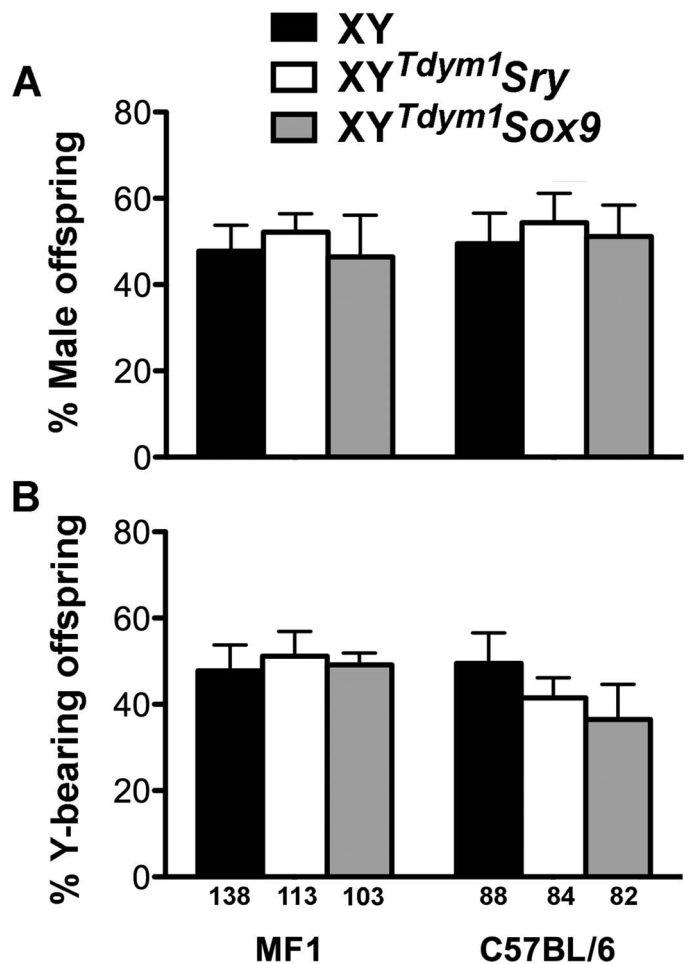 XY
XYTdym1Sry
XYTdym1Sox9
A
% Male offspring
80
60
40
20
0
B
% Y-bearing offspring
80
60
40
20
0
138 113 103 88 84 82
MF1 C57BL/6